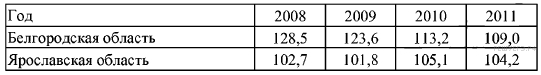 Год 2008 2009 2010 2011
Белгородская область 128,5 123,6 113,2 109,0
Ярославская область 102,7 101,8 105,1 104,2